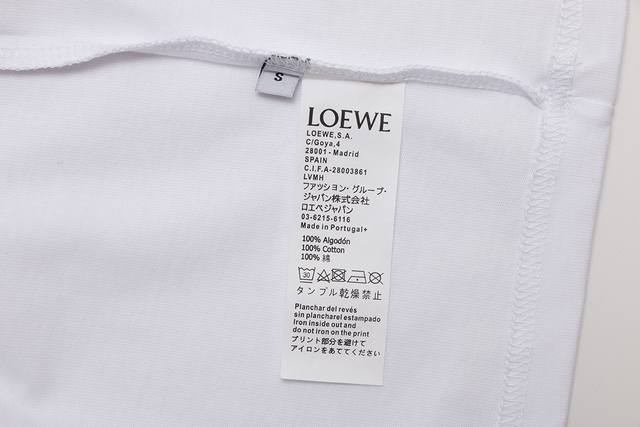 S
LOEWE
LOEWE,S.A.
C/Goya,4
28001 - Madrid
SPAIN
C.I.F.A-28003861
LVMH
ファッション・グループ・
ジャパン株式会社
ロエベジャパン
03-6215-6116
Made in Portugal+
100% Algodón
100% Cotton
100% 綿
30
タンブル乾燥禁止
Planchar del revés
sin plancharel estampado
Iron inside out and
do not iron on the print
プリント部分を避けて
アイロンをあててください